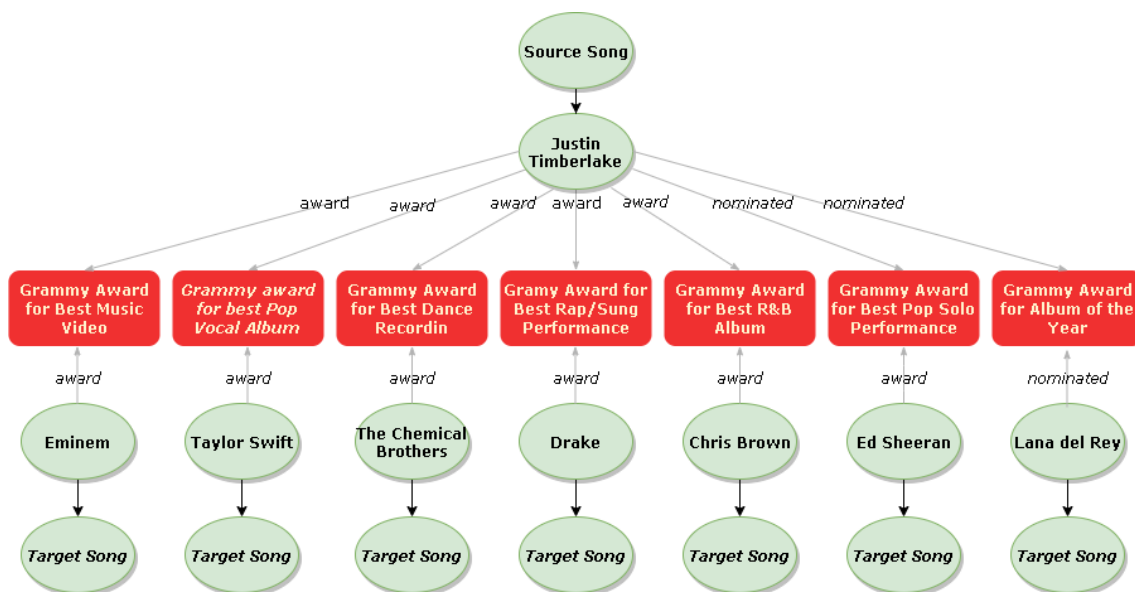 Source Song
Justin
Timberlake
award
award
award
award
award
nominated
nominated
Grammy Award
for Best Music
Video
Grammy award
for best Pop
Vocal Album
Grammy Award
for Best Dance
Recordin
Gramy Award for
Best Rap/Sung
Performance
Grammy Award
for Best R&B
Album
Grammy Award
for Best Pop Solo
Performance
Grammy Award
for Album of the
Year
award
award
award
award
award
award
nominated
Eminem
Taylor Swift
The Chemical
Brothers
Drake
Chris Brown
Ed Sheeran
Lana del Rey
Target Song
Target Song
Target Song
Target Song
Target Song
Target Song
Target Song